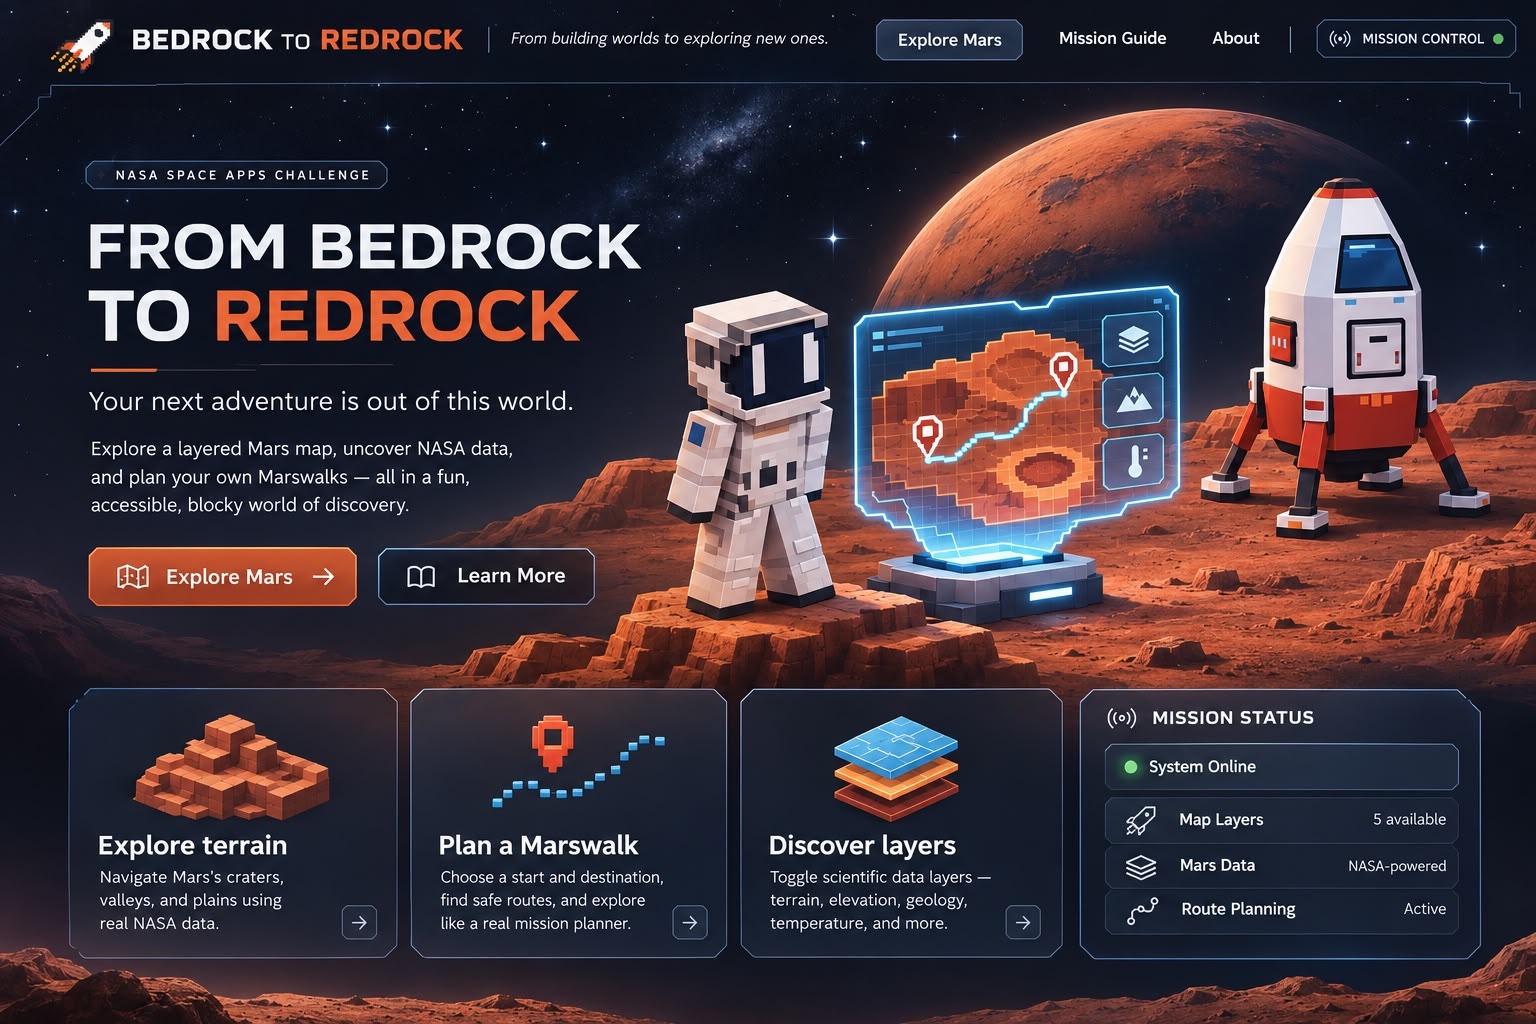 BEDROCK TO REDROCK
From building worlds to exploring new ones.
Explore Mars
Mission Guide
About
MISSION CONTROL
NASA SPACE APPS CHALLENGE
FROM BEDROCK
TO REDROCK
Your next adventure is out of this world.
Explore a layered Mars map, uncover NASA data,
and plan your own Marswalks — all in a fun,
accessible, blocky world of discovery.
Explore Mars
Learn More
Explore terrain
Navigate Mars's craters,
valleys, and plains using
real NASA data.
Plan a Marswalk
Choose a start and destination,
find safe routes, and explore
like a real mission planner.
Discover layers
Toggle scientific data layers —
terrain, elevation, geology,
temperature, and more.
MISSION STATUS
System Online
Map Layers 5 available
Mars Data NASA-powered
Route Planning Active